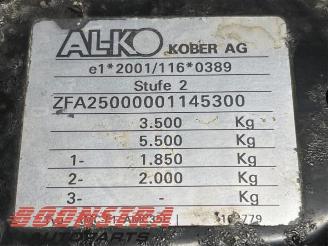 AL-KO KOBER AG
e1*2001/116*0389
Stufe 2
ZFA25000001145300
3.500 Kg
5.500 Kg
1- 1.850 Kg
2- 2.000 Kg
3- - Kg
BOONSTRA